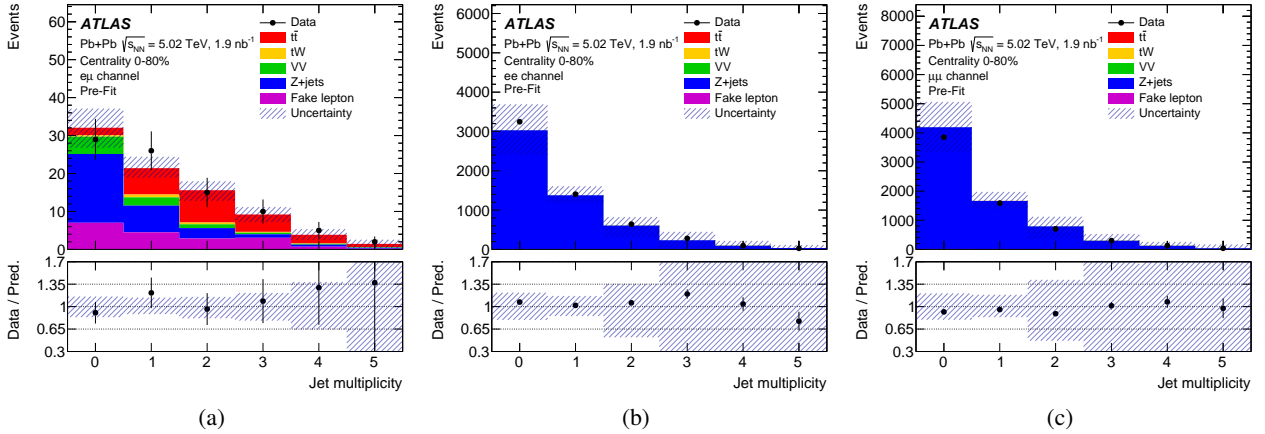 Events
60
50
40
30
20
10
0
ATLAS
Pb+Pb √sNN = 5.02 TeV, 1.9 nb-1
Centrality 0-80%
eμ channel
Pre-Fit
Data
tt̄
tW
VV
Z+jets
Fake lepton
Uncertainty
Data / Pred.
1.7
1.35
1
0.65
0.3
0 1 2 3 4 5
Jet multiplicity
(a)
Events
6000
5000
4000
3000
2000
1000
0
ATLAS
Pb+Pb √sNN = 5.02 TeV, 1.9 nb-1
Centrality 0-80%
ee channel
Pre-Fit
Data
tt̄
tW
VV
Z+jets
Fake lepton
Uncertainty
Data / Pred.
1.7
1.35
1
0.65
0.3
0 1 2 3 4 5
Jet multiplicity
(b)
Events
8000
7000
6000
5000
4000
3000
2000
1000
0
ATLAS
Pb+Pb √sNN = 5.02 TeV, 1.9 nb-1
Centrality 0-80%
μμ channel
Pre-Fit
Data
tt̄
tW
VV
Z+jets
Fake lepton
Uncertainty
Data / Pred.
1.7
1.35
1
0.65
0.3
0 1 2 3 4 5
Jet multiplicity
(c)